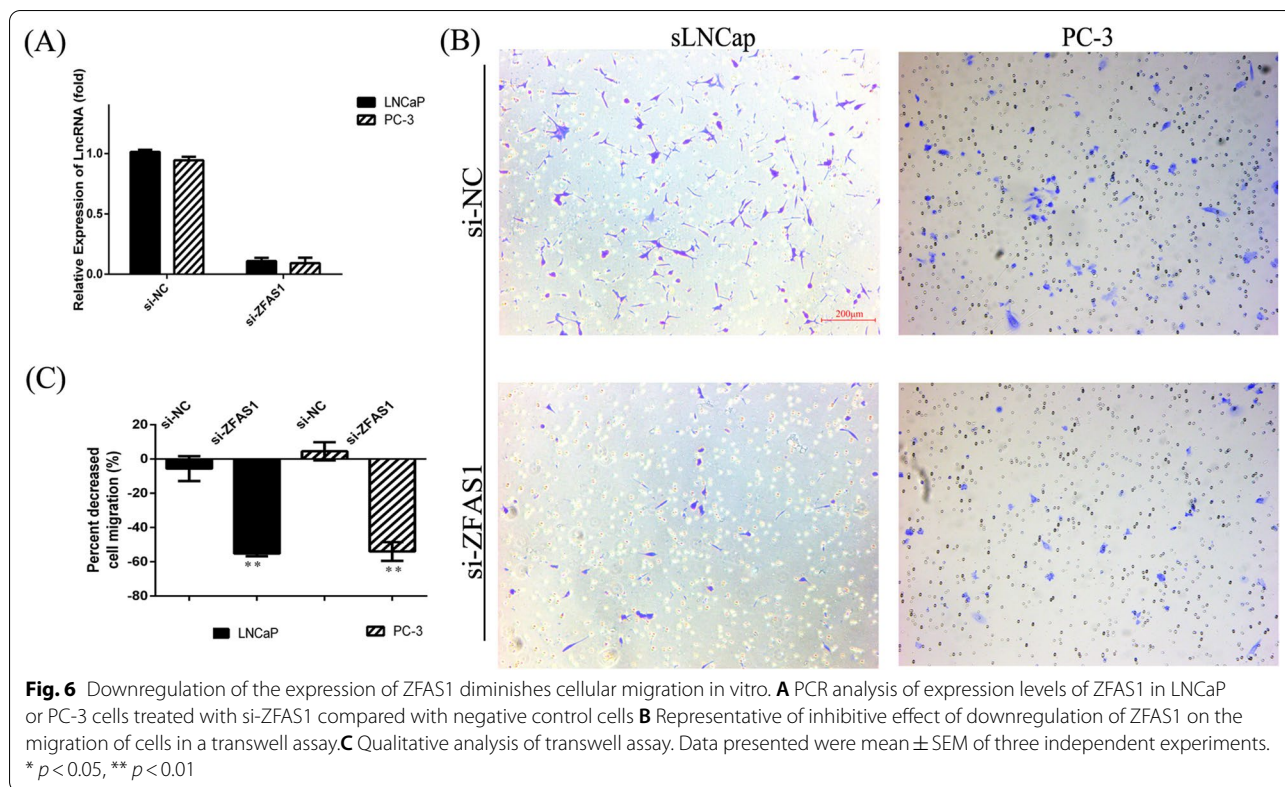 (A)
Relative Expression of LncRNA (fold)
1.0
0.5
0.0
si-NC
si-ZFAS1
LNCaP
PC-3
(B)
sLNCap
PC-3
si-NC
200μm
si-ZFAS1
(C)
Percent decreased
cell migration (%)
20
0
-20
-40
-60
-80
si-NC
si-ZFAS1
si-NC
si-ZFAS1
**
**
LNCaP
PC-3
Fig. 6 Downregulation of the expression of ZFAS1 diminishes cellular migration in vitro. A PCR analysis of expression levels of ZFAS1 in LNCaP
or PC-3 cells treated with si-ZFAS1 compared with negative control cells B Representative of inhibitive effect of downregulation of ZFAS1 on the
migration of cells in a transwell assay.C Qualitative analysis of transwell assay. Data presented were mean ± SEM of three independent experiments.
* p < 0.05, ** p < 0.01